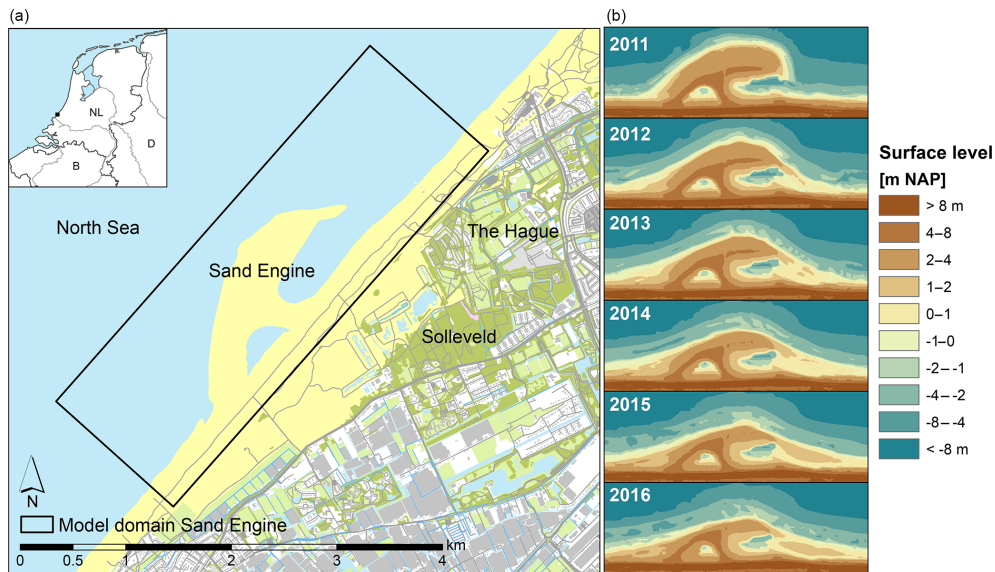 (a)
(b)
NL
D
B
North Sea
Sand Engine
The Hague
Solleveld
N
Model domain Sand Engine
km
0 0.5 1 2 3 4
2011
2012
2013
2014
2015
2016
Surface level
[m NAP]
> 8 m
4–8
2–4
1–2
0–1
-1–0
-2– -1
-4– -2
-8– -4
< -8 m